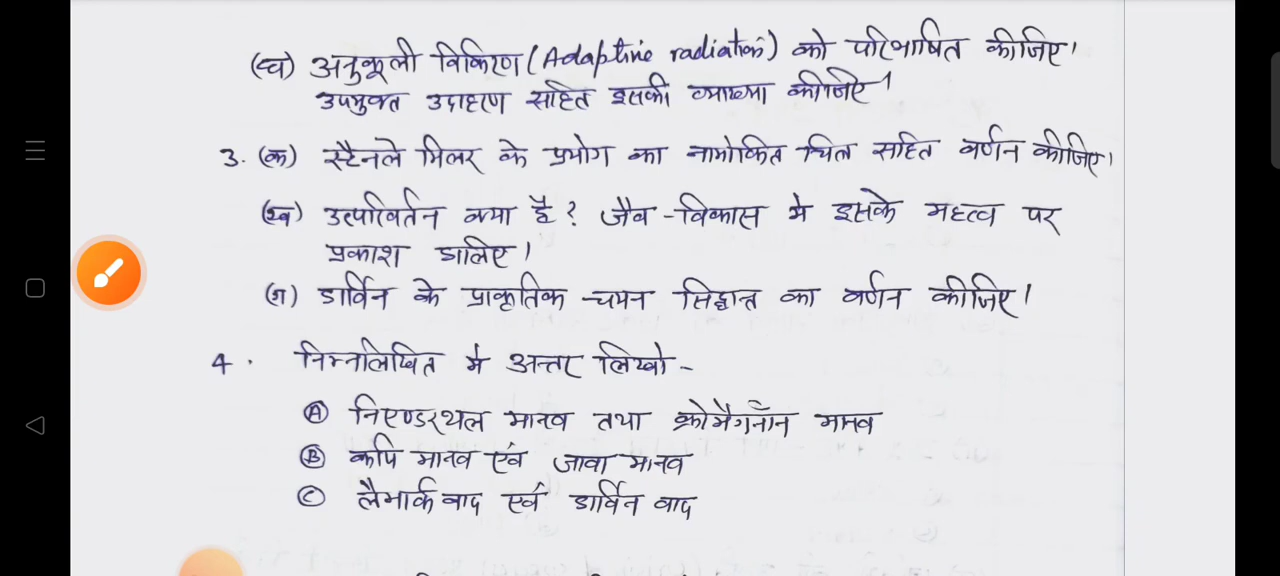 (घ) अनुकूली विकिरण (Adaptive radiation) को परिभाषित कीजिए।
उपयुक्त उदाहरण सहित इसकी व्याख्या कीजिए।
3. (क) स्टैनले मिलर के प्रयोग का नामांकित चित्र सहित वर्णन कीजिए।
(ख) उत्परिवर्तन क्या है? जैव-विकास मे इसके महत्व पर
प्रकाश डालिए।
(ग) डार्विन के प्राकृतिक चयन सिद्धान्त का वर्णन कीजिए।
4. निम्नलिखित मे अन्तर लिखो -
Ⓐ निएण्डरथल मानव तथा क्रोमैगनॉन मानव
Ⓑ कपि मानव एवं जावा मानव
Ⓒ लैमार्क वाद एवं डार्विन वाद